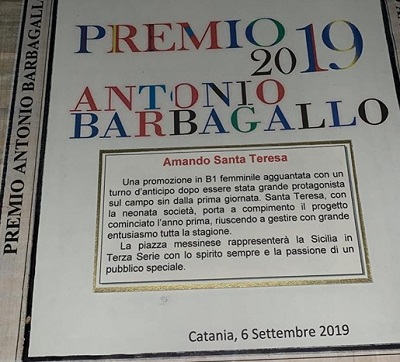 PREMIO
2019
ANTONIO
BARBAGALLO
Amando Santa Teresa
Una promozione in B1 femminile agguantata con un
turno d'anticipo dopo essere stata grande protagonista
sul campo sin dalla prima giornata. Santa Teresa, con
la neonata società, porta a compimento il progetto
cominciato l'anno prima, riuscendo a gestire con grande
entusiasmo tutta la stagione.
La piazza messinese rappresenterà la Sicilia in
Terza Serie con lo spirito sempre e la passione di un
pubblico speciale.
Catania, 6 Settembre 2019
PREMIO ANTONIO BARBAGALL